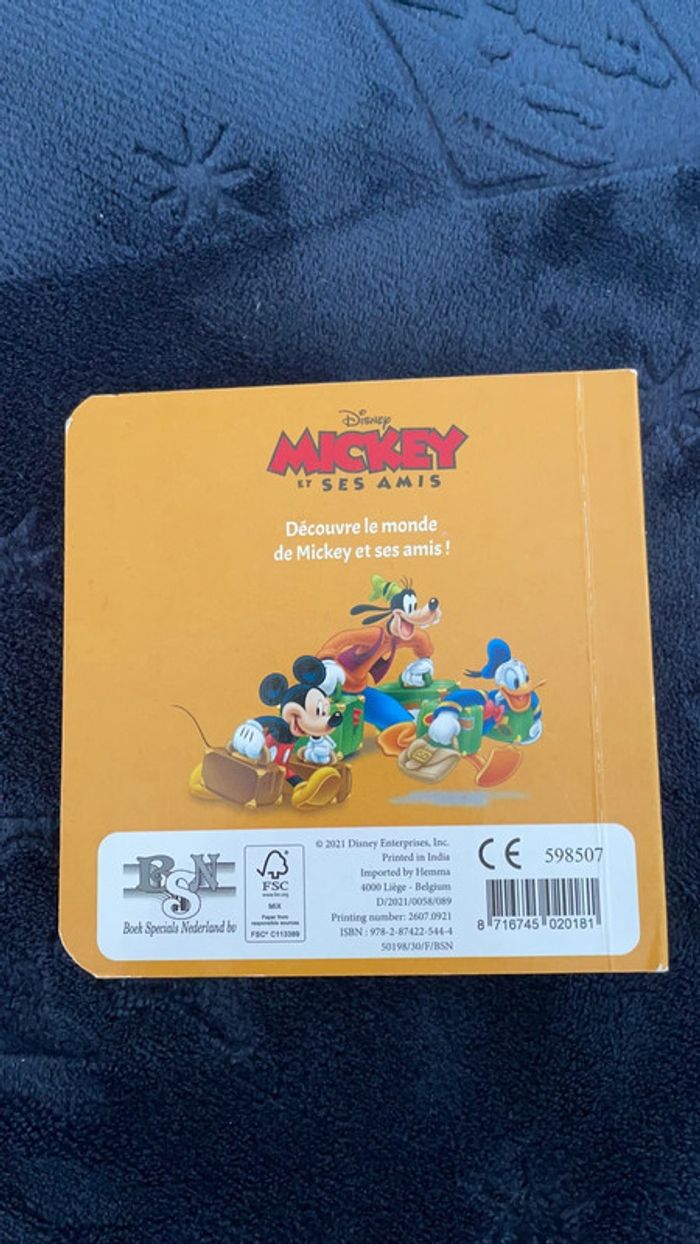 Disney
MICKEY
ET SES AMIS
Découvre le monde
de Mickey et ses amis !
BSN
Boek Specials Nederland bv
FSC
www.fsc.org
MIX
Paper from
responsible sources
FSC® C113389
© 2021 Disney Enterprises, Inc.
Printed in India
Imported by Hemma
4000 Liège - Belgium
D/2021/0058/089
Printing number: 2607.0921
ISBN : 978-2-87422-544-4
50198/30/F/BSN
CE 598507
8 716745 020181